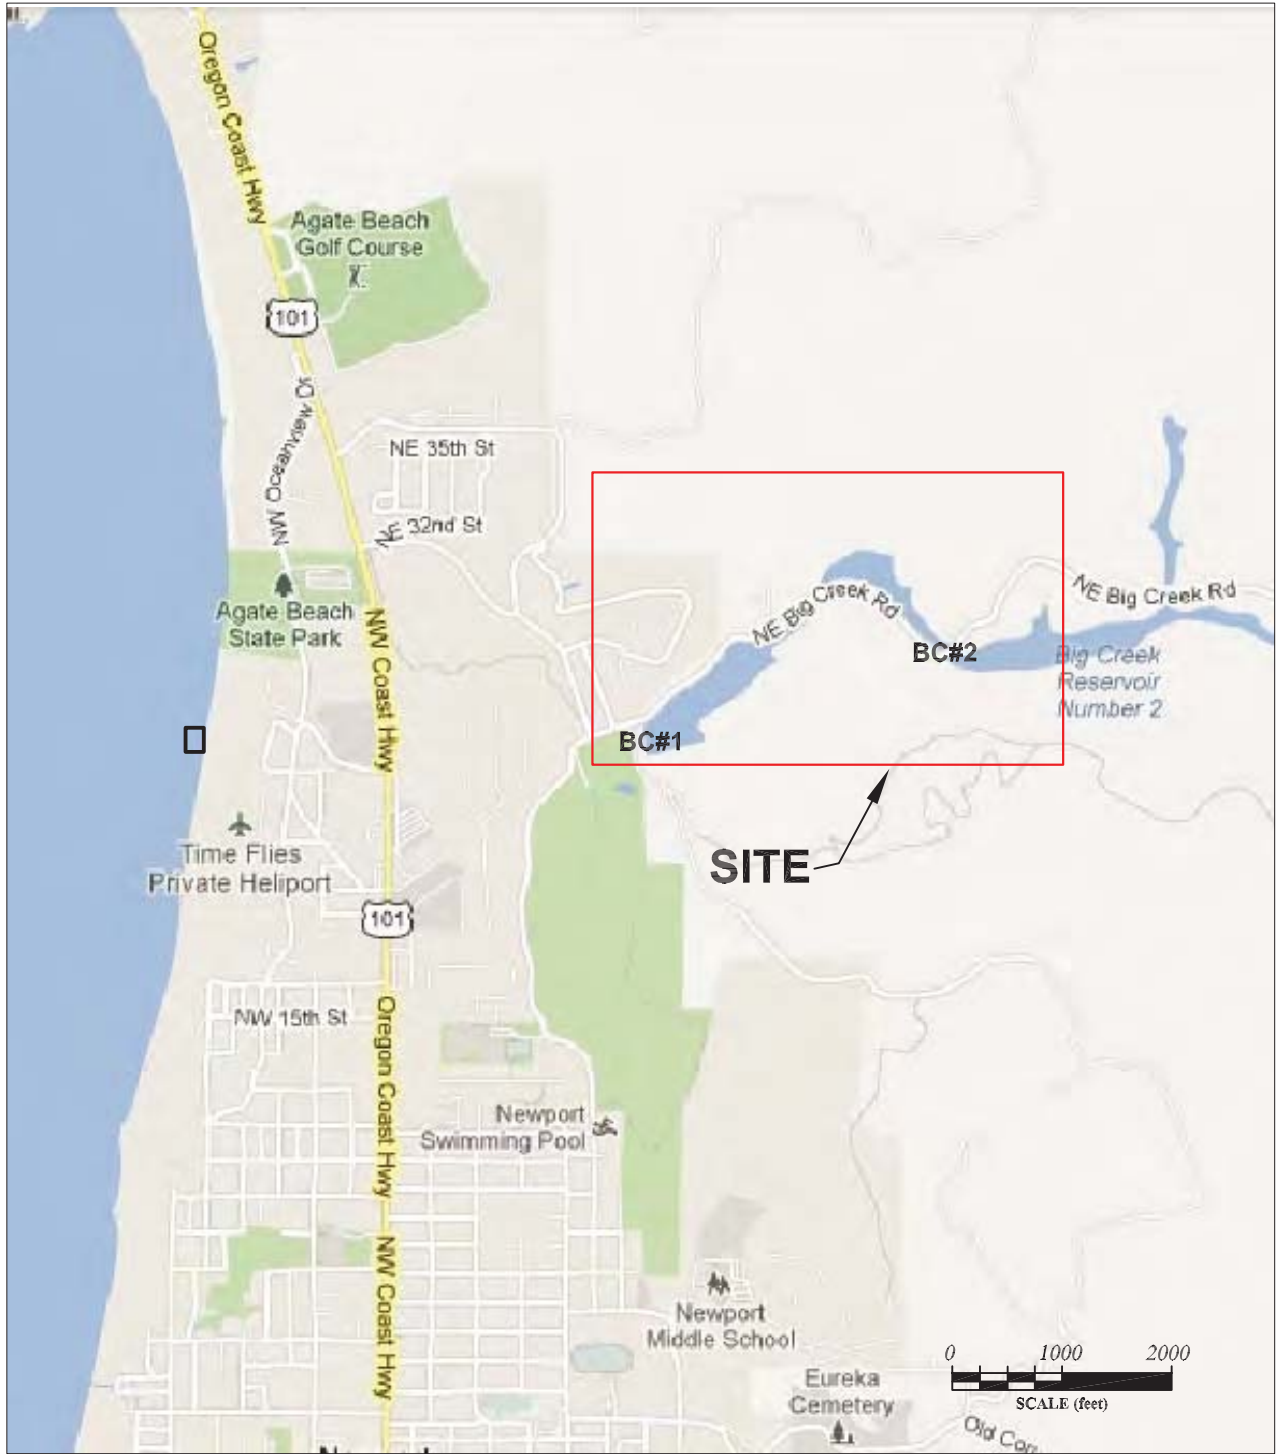 Oregon Coast Hwy
Agate Beach
Golf Course
101
NW Oceanview Dr
NE 35th St
NE 32nd St
NE Big Creek Rd
NE Big Creek Rd
Agate Beach
State Park
NW Coast Hwy
BC#2
Big Creek
Reservoir
Number 2
BC#1
Time Flies
Private Heliport
SITE
101
NW 15th St
Oregon Coast Hwy
Newport
Swimming Pool
NW Coast Hwy
Newport
Middle School
0 1000 2000
SCALE (feet)
Eureka
Cemetery
Old